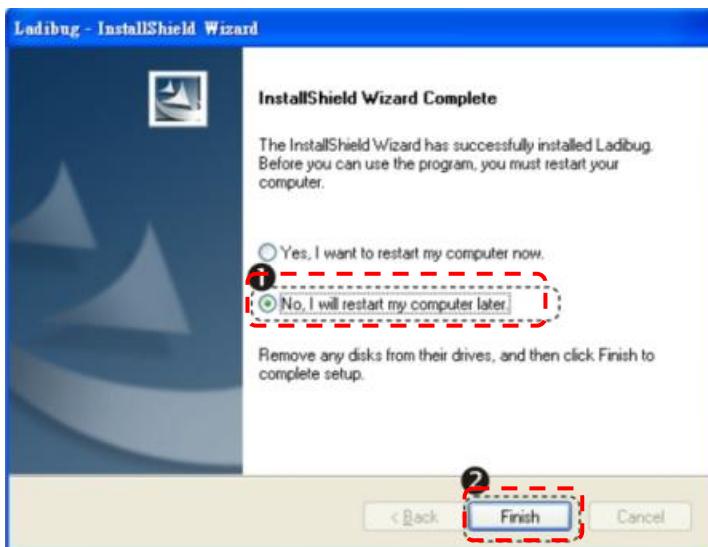 Ladibug - InstallShield Wizard
InstallShield Wizard Complete
The InstallShield Wizard has successfully installed Ladibug.
Before you can use the program, you must restart your
computer.
Yes, I want to restart my computer now.
1
No, I will restart my computer later.
Remove any disks from their drives, and then click Finish to
complete setup.
2
< Back
Finish
Cancel